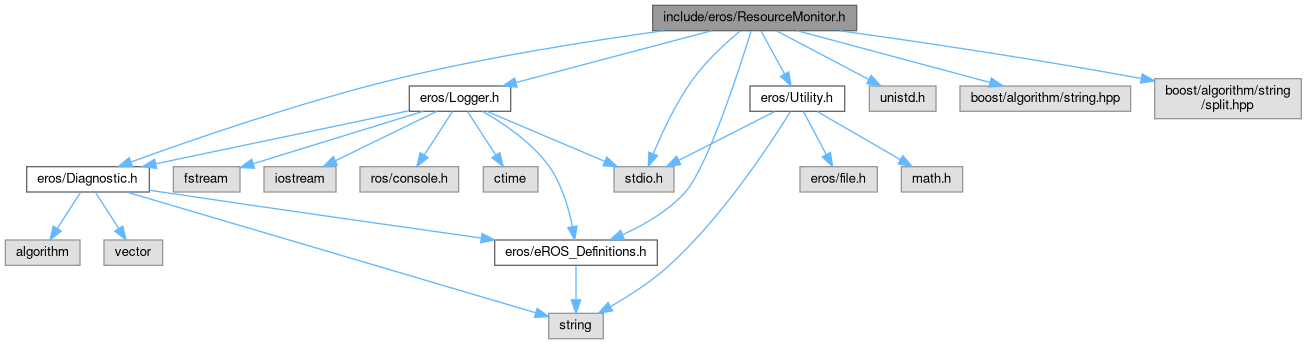 include/eros/ResourceMonitor.h
eros/Logger.h
eros/Utility.h
unistd.h
boost/algorithm/string.hpp
boost/algorithm/string
/split.hpp
eros/Diagnostic.h
fstream
iostream
ros/console.h
ctime
stdio.h
eros/file.h
math.h
algorithm
vector
eros/eROS_Definitions.h
string